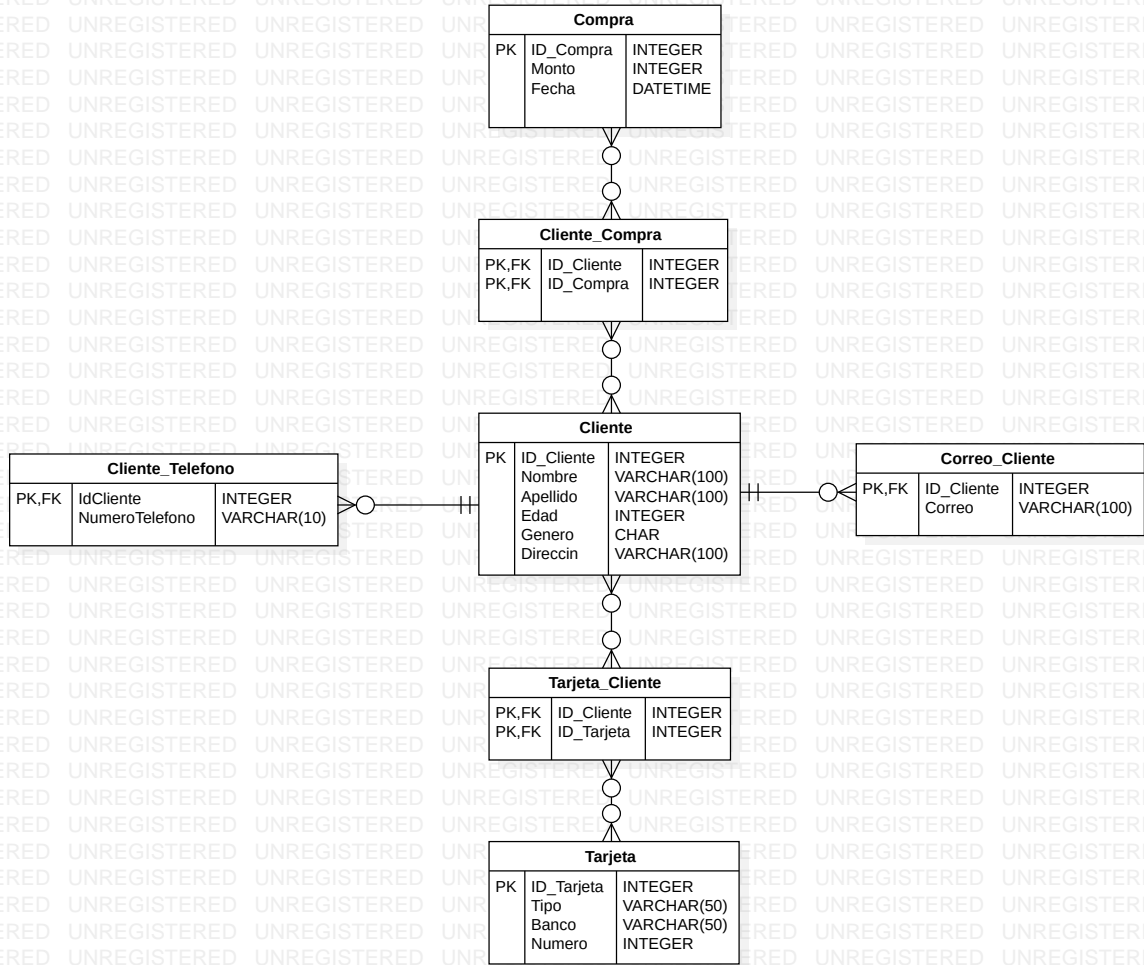 Compra
PK ID_Compra INTEGER
Monto INTEGER
Fecha DATETIME
Cliente_Compra
PK,FK ID_Cliente INTEGER
PK,FK ID_Compra INTEGER
Cliente
PK ID_Cliente INTEGER
Nombre VARCHAR(100)
Apellido VARCHAR(100)
Edad INTEGER
Genero CHAR
Direccin VARCHAR(100)
Cliente_Telefono
PK,FK IdCliente INTEGER
NumeroTelefono VARCHAR(10)
Correo_Cliente
PK,FK ID_Cliente INTEGER
Correo VARCHAR(100)
Tarjeta_Cliente
PK,FK ID_Cliente INTEGER
PK,FK ID_Tarjeta INTEGER
Tarjeta
PK ID_Tarjeta INTEGER
Tipo VARCHAR(50)
Banco VARCHAR(50)
Numero INTEGER
UNREGISTERED